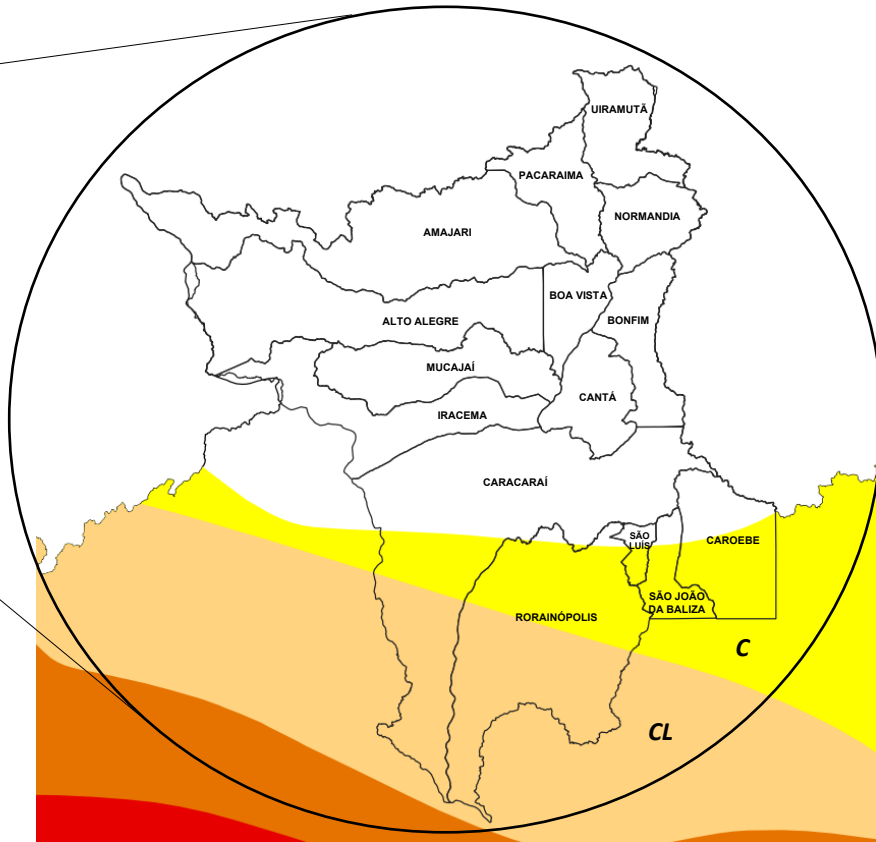 UIRAMUTÃ
PACARAIMA
NORMANDIA
AMAJARI
BOA VISTA
ALTO ALEGRE
BONFIM
MUCAJAÍ
CANTÁ
IRACEMA
CARACARAÍ
SÃO
LUÍS
CAROEBE
SÃO JOÃO
DA BALIZA
RORAINÓPOLIS
C
CL